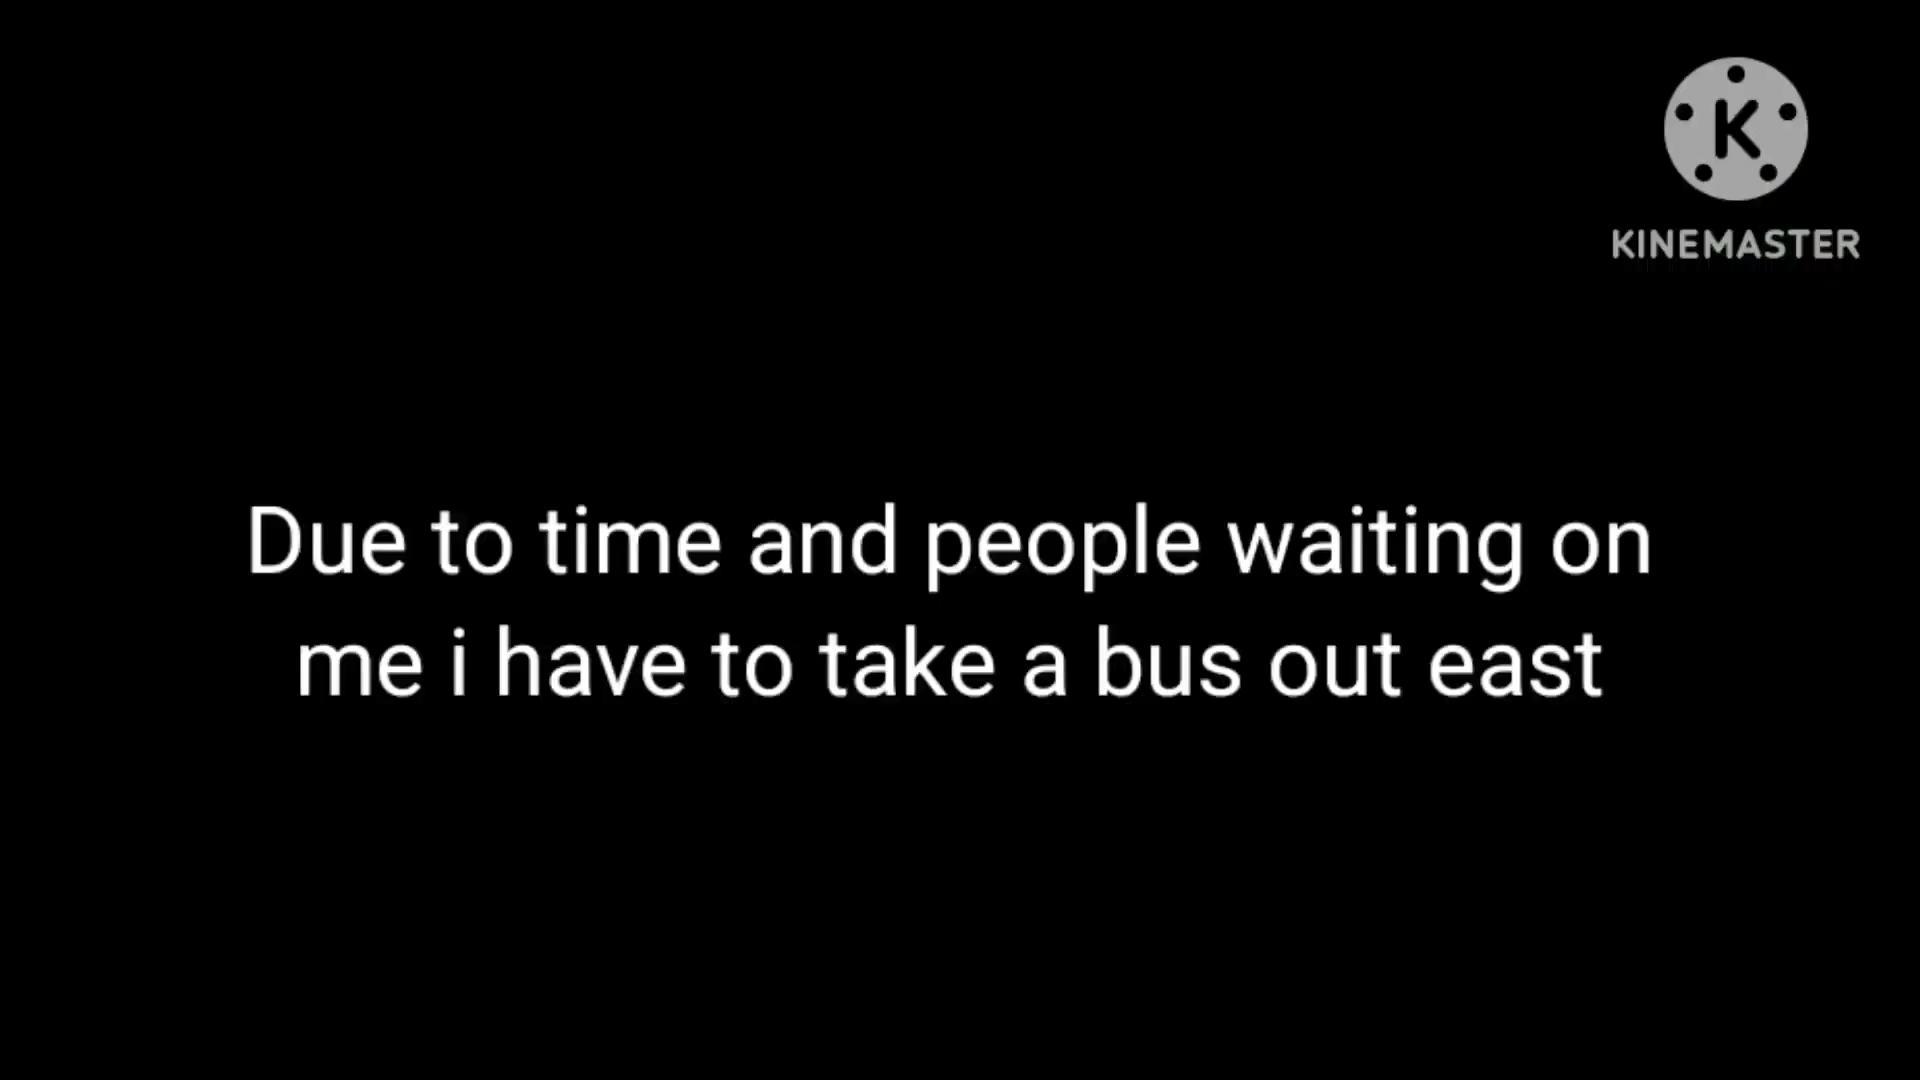 K
KINEMASTER
Due to time and people waiting on
me i have to take a bus out east